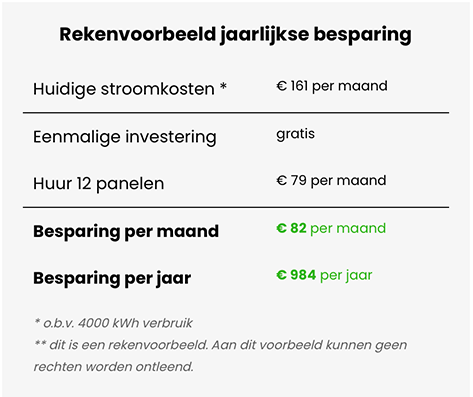 Rekenvoorbeeld jaarlijkse besparing
Huidige stroomkosten * € 161 per maand
Eenmalige investering gratis
Huur 12 panelen € 79 per maand
Besparing per maand € 82 per maand
Besparing per jaar € 984 per jaar
* o.b.v. 4000 kWh verbruik
** dit is een rekenvoorbeeld. Aan dit voorbeeld kunnen geen
rechten worden ontleend.